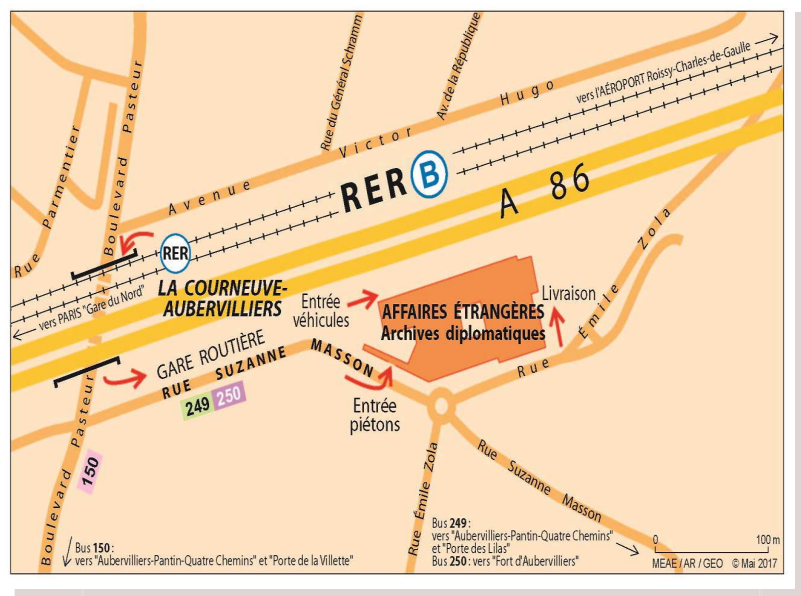 Rue du Général Schramm
Av. de la République
vers l'AÉROPORT Roissy-Charles-de-Gaulle
Boulevard Pasteur
Avenue Victor Hugo
Rue Parmentier
RER B
A 86
RER
LA COURNEUVE-
AUBERVILLIERS
vers PARIS "Gare du Nord"
Entrée
véhicules
AFFAIRES ÉTRANGÈRES
Archives diplomatiques
Livraison
Rue Émile Zola
GARE ROUTIÈRE
RUE SUZANNE MASSON
249 250
Entrée
piétons
Boulevard Pasteur
150
Rue Émile Zola
Rue Suzanne Masson
Bus 150 :
vers "Aubervilliers-Pantin-Quatre Chemins" et "Porte de la Villette"
Bus 249 :
vers "Aubervilliers-Pantin-Quatre Chemins"
et "Porte des Lilas"
Bus 250 : vers "Fort d'Aubervilliers"
0 100 m
MEAE / AR / GEO © Mai 2017